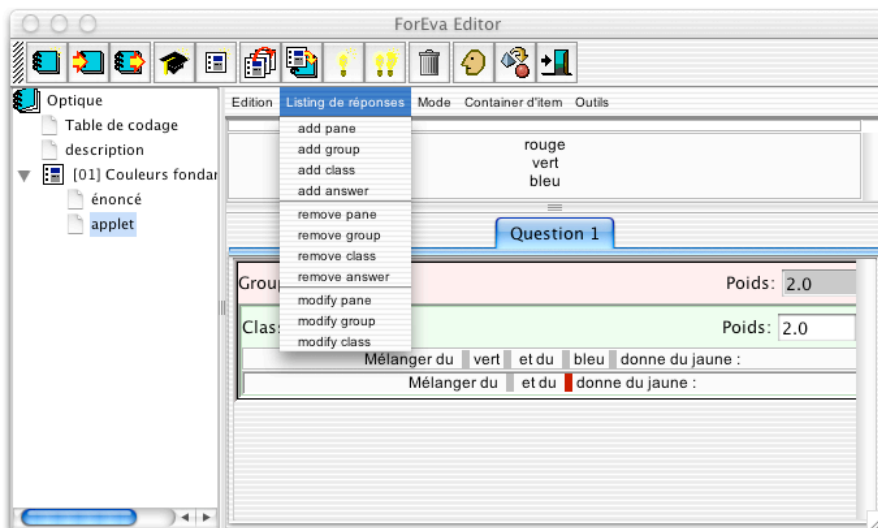 ForEva Editor
Optique
Table de codage
description
[01] Couleurs fondar
énoncé
applet
Edition Listing de réponses Mode Container d'item Outils
add pane
add group
add class
add answer
remove pane
remove group
remove class
remove answer
modify pane
modify group
modify class
rouge
vert
bleu
Question 1
Grou Poids: 2.0
Clas Poids: 2.0
Mélanger du vert et du bleu donne du jaune :
Mélanger du et du donne du jaune :